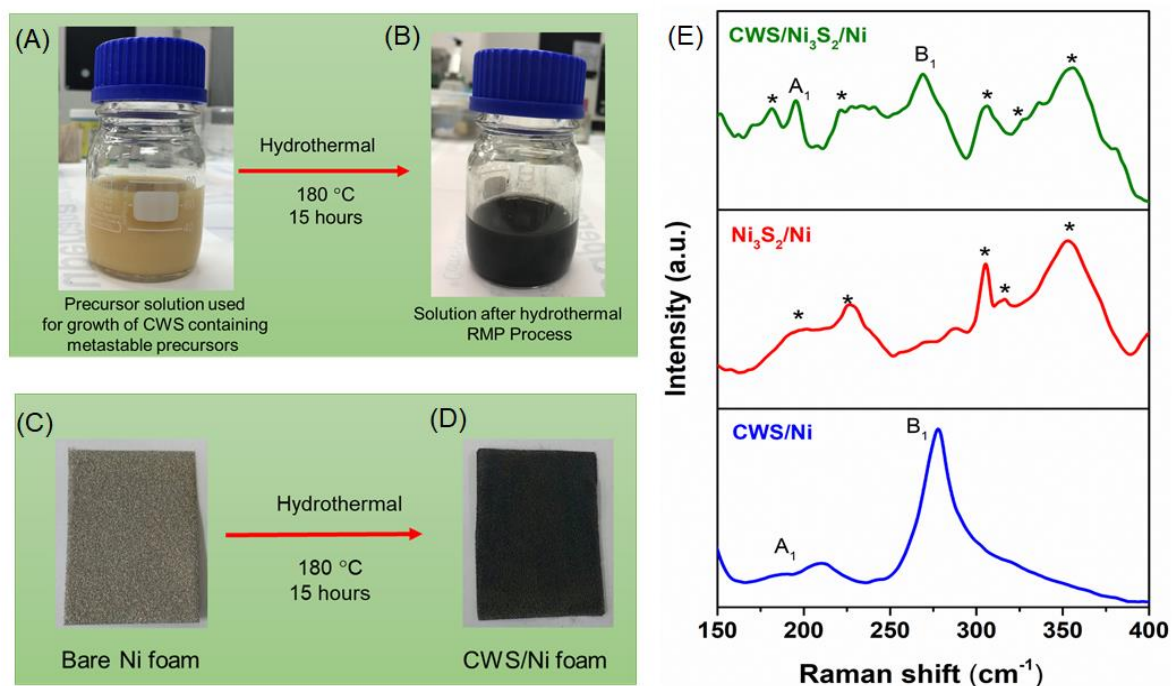 (A)
(B)
Hydrothermal
180 °C
15 hours
Precursor solution used
for growth of CWS containing
metastable precursors
Solution after hydrothermal
RMP Process
(C)
(D)
Hydrothermal
180 °C
15 hours
Bare Ni foam
CWS/Ni foam
(E)
CWS/Ni₃S₂/Ni
* A₁ * B₁ * * *
Ni₃S₂/Ni
* * * * *
CWS/Ni
A₁ B₁
Intensity (a.u.)
150 200 250 300 350 400
Raman shift (cm⁻¹)